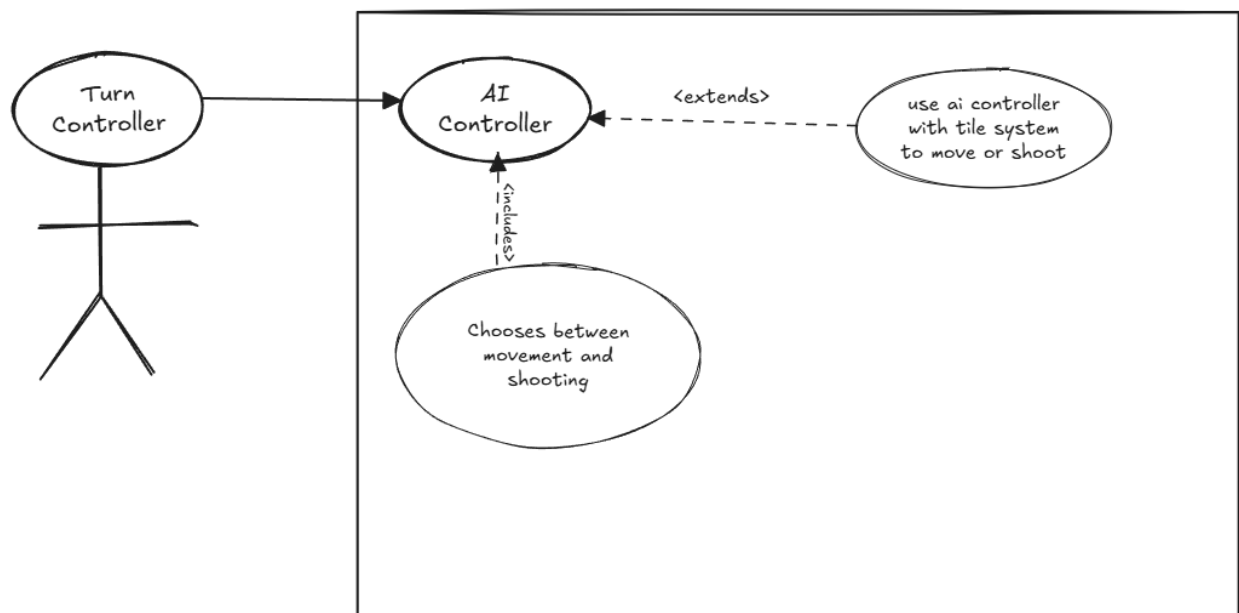 Turn
Controller
AI
Controller
<extends>
use ai controller
with tile system
to move or shoot
<includes>
Chooses between
movement and
shooting